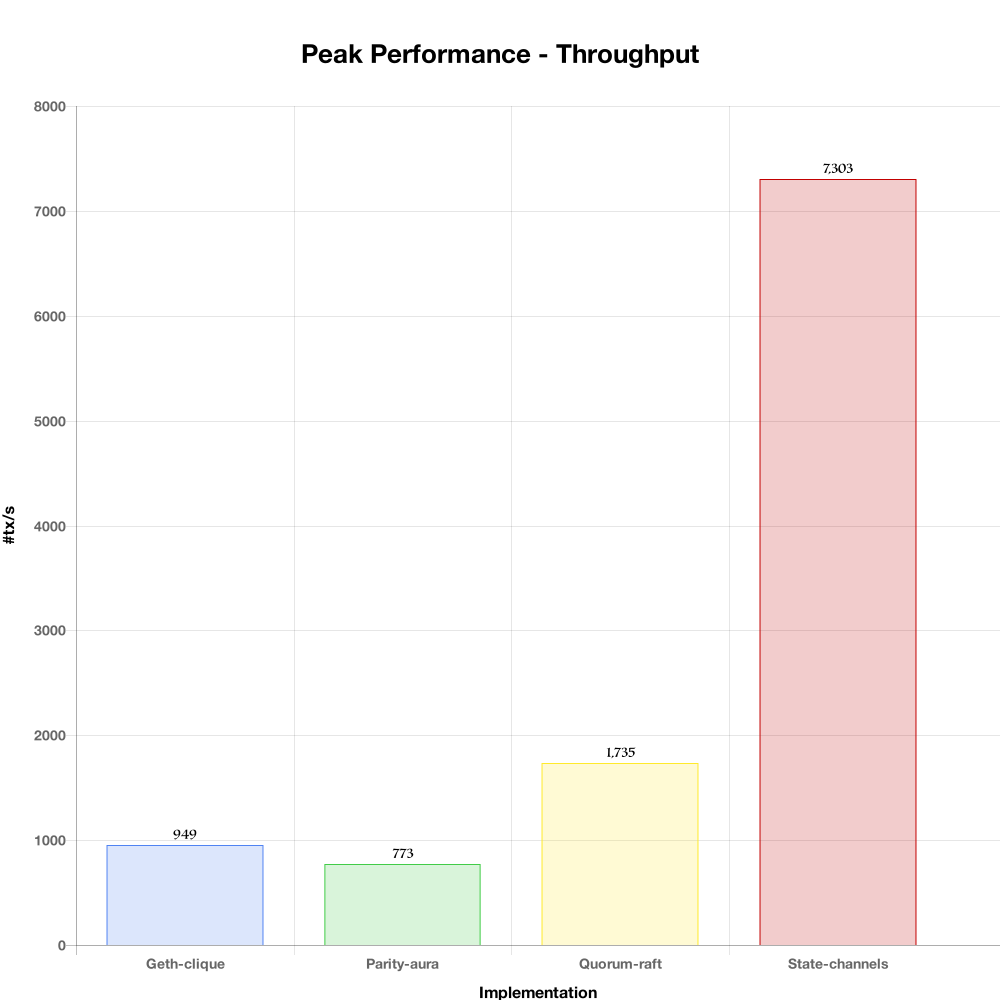 Peak Performance - Throughput
8000
7000
6000
5000
4000
3000
2000
1000
0
#tx/s
949
773
1,735
7,303
Geth-clique
Parity-aura
Quorum-raft
State-channels
Implementation